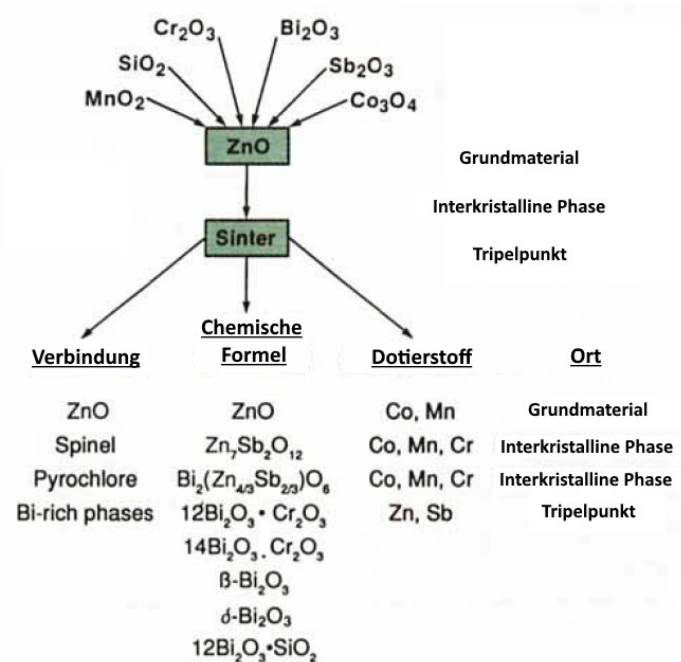 Cr₂O₃ Bi₂O₃
SiO₂ Sb₂O₃
MnO₂ Co₃O₄
ZnO
Grundmaterial
Interkristalline Phase
Sinter
Tripelpunkt
Verbindung Chemische Formel Dotierstoff Ort
ZnO ZnO Co, Mn Grundmaterial
Spinel Zn₇Sb₂O₁₂ Co, Mn, Cr Interkristalline Phase
Pyrochlore Bi₂(Zn₄/₃Sb₂/₃)O₆ Co, Mn, Cr Interkristalline Phase
Bi-rich phases 12Bi₂O₃ • Cr₂O₃ Zn, Sb Tripelpunkt
14Bi₂O₃ . Cr₂O₃
ß-Bi₂O₃
δ-Bi₂O₃
12Bi₂O₃•SiO₂